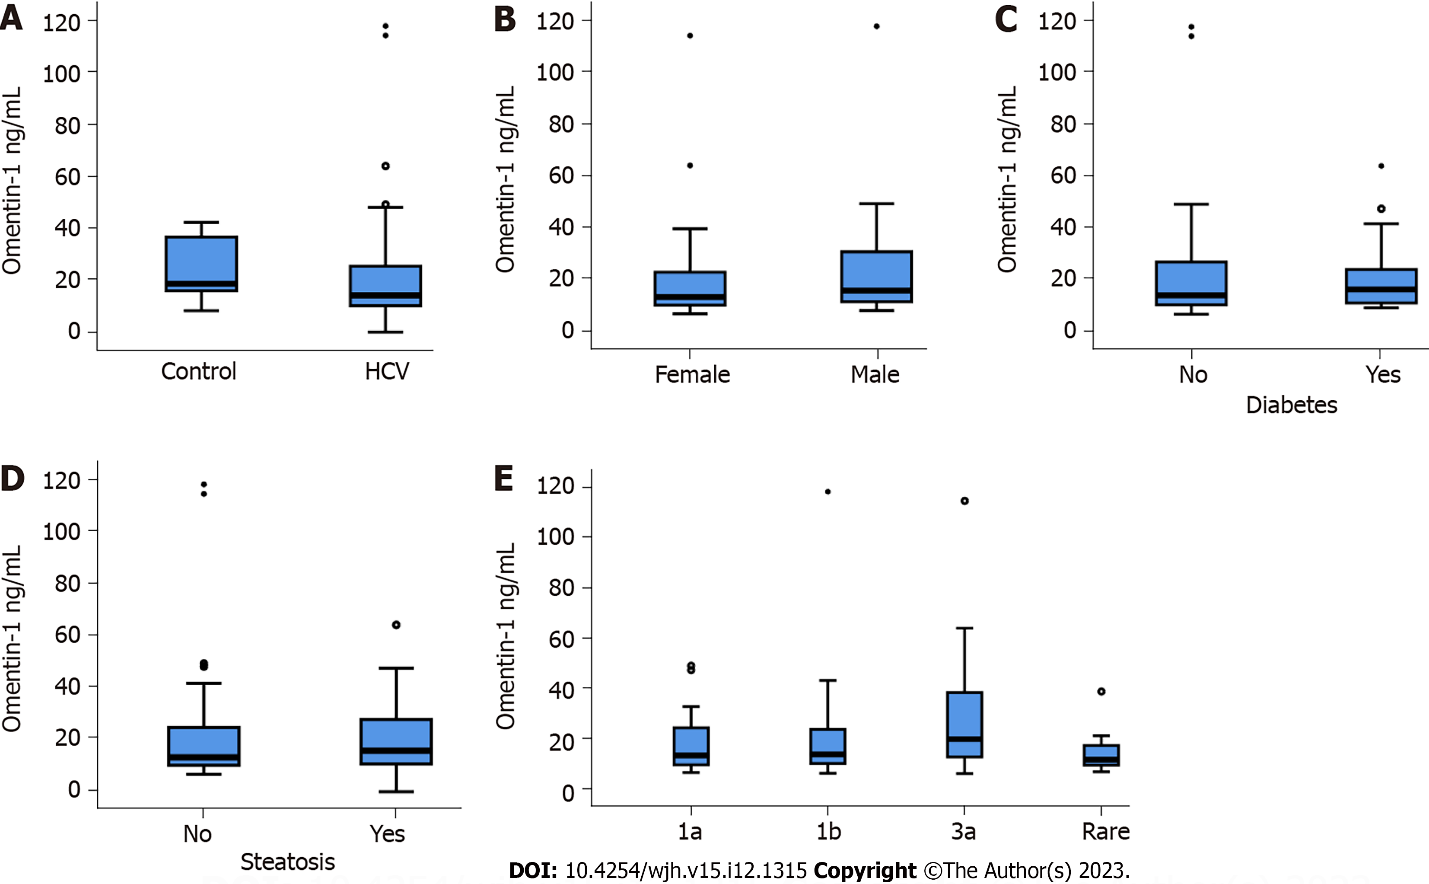 A
Omentin-1 ng/mL
120
100
80
60
40
20
0
Control HCV
B
Omentin-1 ng/mL
120
100
80
60
40
20
0
Female Male
C
Omentin-1 ng/mL
120
100
80
60
40
20
0
No Yes
Diabetes
D
Omentin-1 ng/mL
120
100
80
60
40
20
0
No Yes
Steatosis
E
Omentin-1 ng/mL
120
100
80
60
40
20
0
1a 1b 3a Rare
DOI: 10.4254/wjh.v15.i12.1315 Copyright ©The Author(s) 2023.